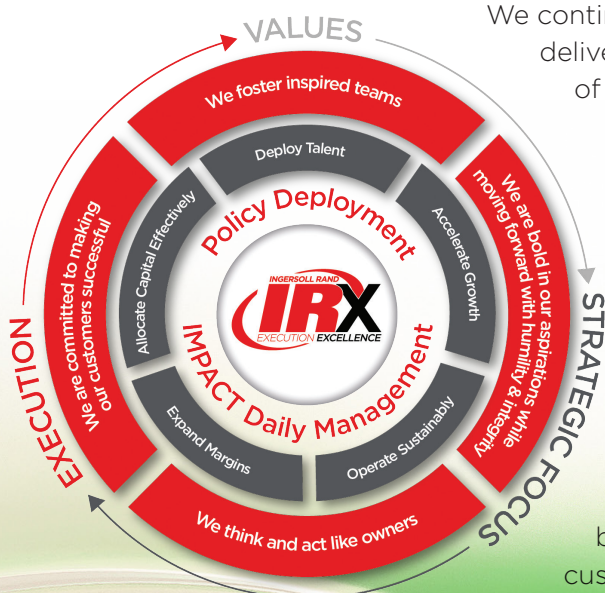 VALUES
We contin
delive
of
We foster inspired teams
Deploy Talent
Policy Deployment
Allocate Capital Effectively
Accelerate Growth
We are committed to making
our customers successful
We are bold in our aspirations while
moving forward with humility & integrity
INGERSOLL RAND
IRX
EXECUTION EXCELLENCE
IMPACT Daily Management
EXECUTION
STRATEGIC FOCUS
Expand Margins
Operate Sustainably
We think and act like owners
b
cus